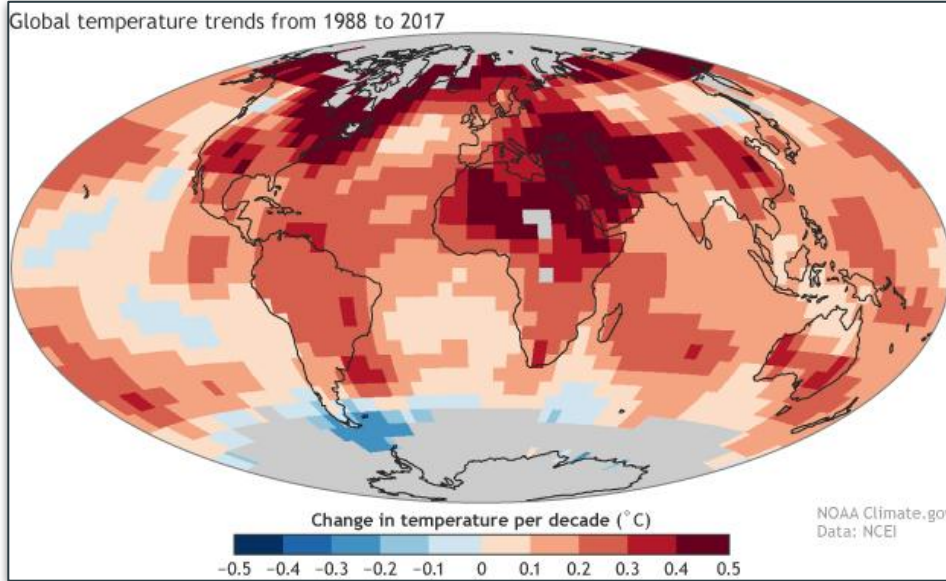 Global temperature trends from 1988 to 2017
Change in temperature per decade (°C)
−0.5 −0.4 −0.3 −0.2 −0.1 0 0.1 0.2 0.3 0.4 0.5
NOAA Climate.gov
Data: NCEI